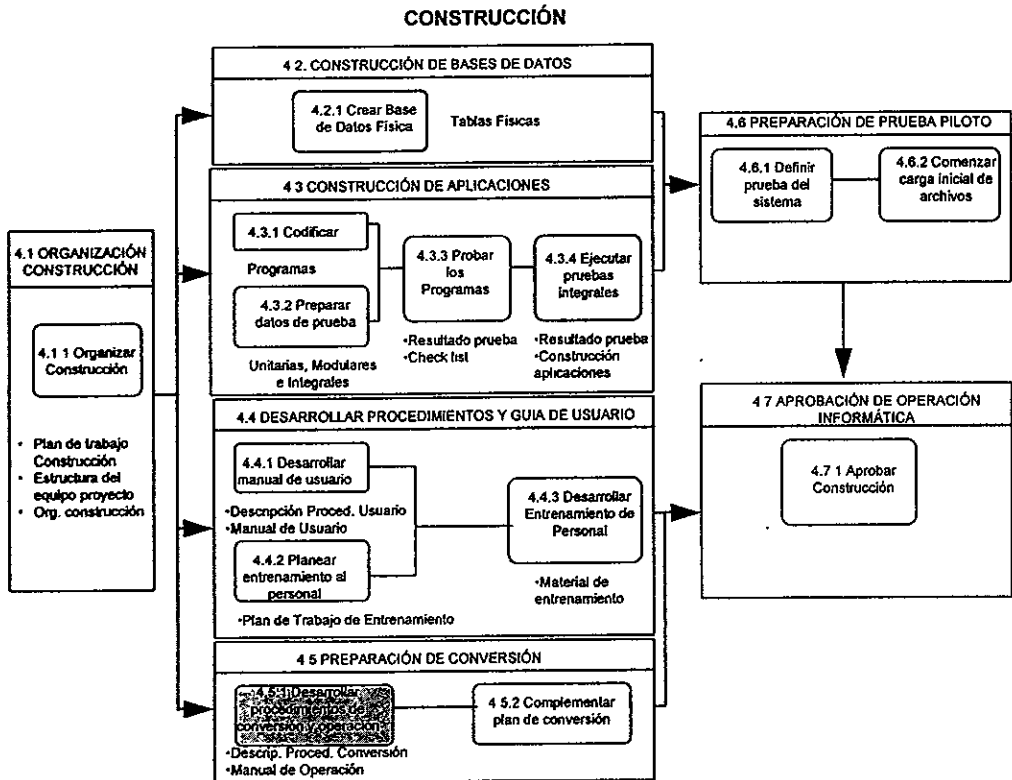 CONSTRUCCIÓN
4.1 ORGANIZACIÓN
CONSTRUCCIÓN
4.1 1 Organizar
Construcción
• Plan de trabajo
Construcción
• Estructura del
equipo proyecto
• Org. construcción
4 2. CONSTRUCCIÓN DE BASES DE DATOS
4.2.1 Crear Base
de Datos Física
Tablas Físicas
4.3 CONSTRUCCIÓN DE APLICACIONES
4.3.1 Codificar
Programas
4.3.2 Preparar
datos de prueba
Unitarias, Modulares
e Integrales
4.3.3 Probar
los
Programas
•Resultado prueba
•Check list
4.3.4 Ejecutar
pruebas
integrales
•Resultado prueba
•Construcción
aplicaciones
4.4 DESARROLLAR PROCEDIMIENTOS Y GUIA DE USUARIO
4.4.1 Desarrollar
manual de usuario
•Descripción Proced. Usuario
•Manual de Usuario
4.4.2 Planear
entrenamiento al
personal
•Plan de Trabajo de Entrenamiento
4.4.3 Desarrollar
Entrenamiento de
Personal
•Material de
entrenamiento
4 5 PREPARACIÓN DE CONVERSIÓN
4.5.1 Desarrollar
procedimientos de
conversión y operación
•Descrip. Proced. Conversión
•Manual de Operación
4 5.2 Complementar
plan de conversión
4.6 PREPARACIÓN DE PRUEBA PILOTO
4.6.1 Definir
prueba del
sistema
4.6.2 Comenzar
carga inicial de
archivos
4 7 APROBACIÓN DE OPERACIÓN
INFORMÁTICA
4.7 1 Aprobar
Construcción